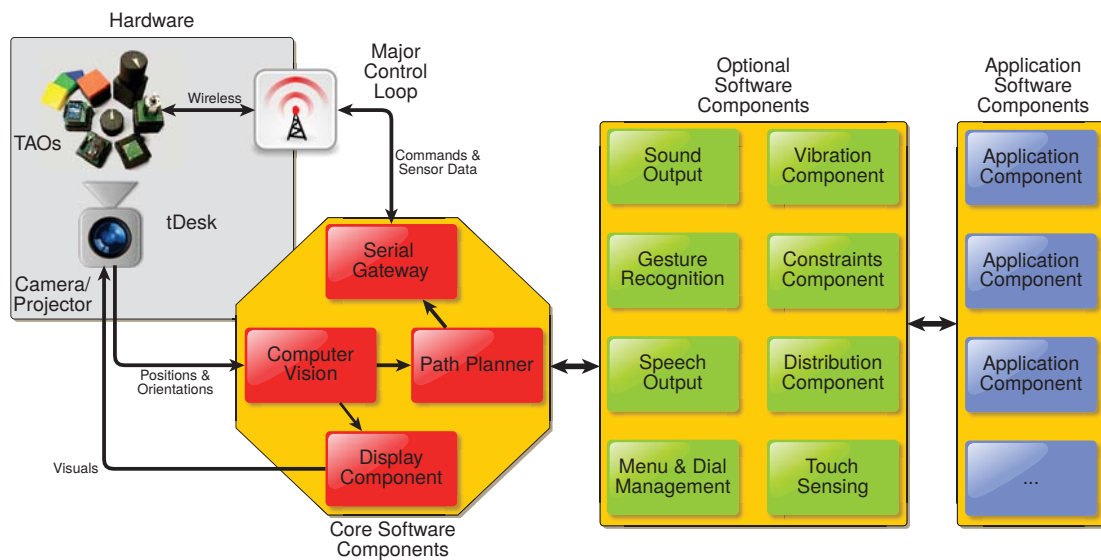 Hardware
TAOs
Wireless
tDesk
Camera/
Projector
Major
Control
Loop
Commands &
Sensor Data
Positions &
Orientations
Visuals
Serial
Gateway
Computer
Vision
Path Planner
Display
Component
Core Software
Components
Optional
Software
Components
Sound
Output
Vibration
Component
Gesture
Recognition
Constraints
Component
Speech
Output
Distribution
Component
Menu & Dial
Management
Touch
Sensing
Application
Software
Components
Application
Component
Application
Component
Application
Component
...